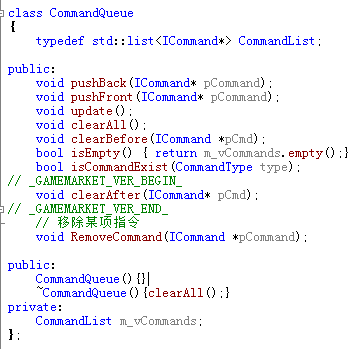 class CommandQueue
{
    typedef std::list<ICommand*> CommandList;

public:
    void pushBack(ICommand* pCommand);
    void pushFront(ICommand* pCommand);
    void update();
    void clearAll();
    void clearBefore(ICommand *pCmd);
    bool isEmpty() { return m_vCommands.empty();}
    bool isCommandExist(CommandType type);
// _GAMEMARKET_VER_BEGIN_
    void clearAfter(ICommand* pCmd);
// _GAMEMARKET_VER_END_
    // 移除某项指令
    void RemoveCommand(ICommand *pCommand);

public:
    CommandQueue(){}
    ~CommandQueue(){clearAll();}
private:
    CommandList m_vCommands;
};